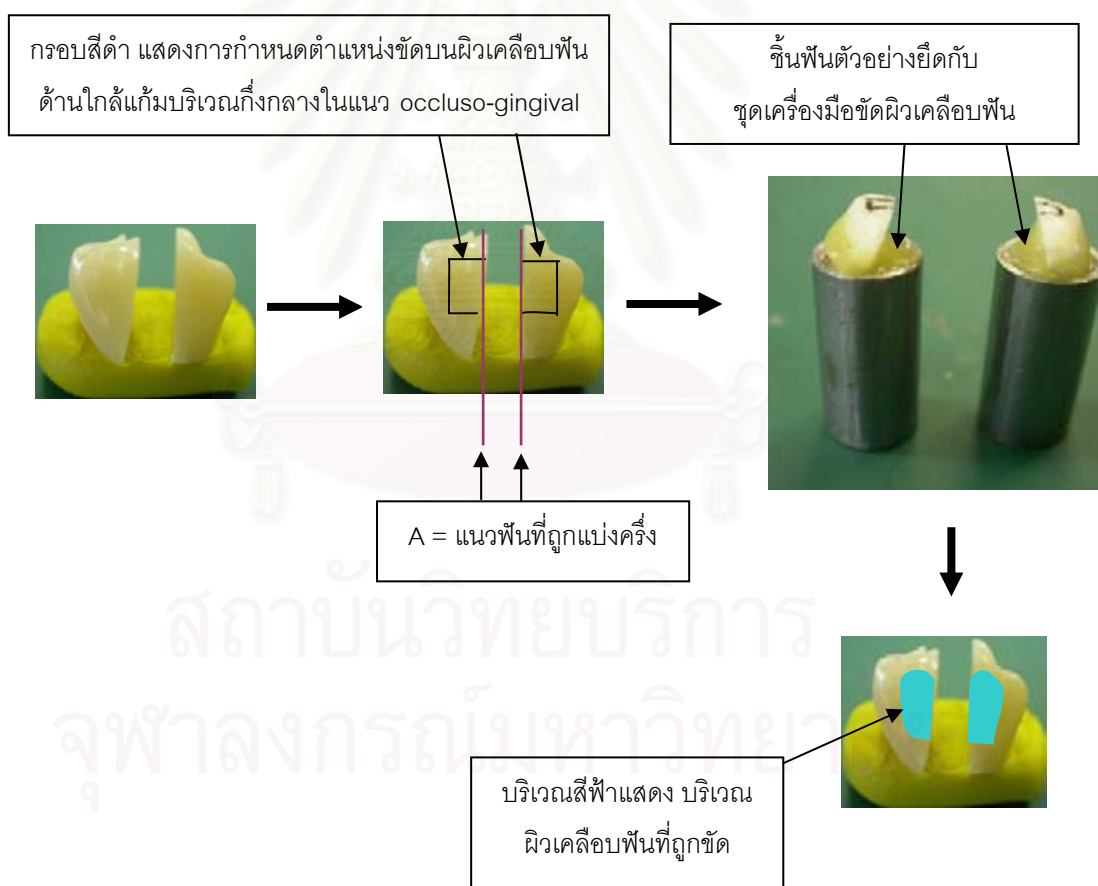 กรอบสีดำ แสดงการกำหนดตำแหน่งขัดบนผิวเคลือบฟัน
ด้านใกล้แก้มบริเวณกึ่งกลางในแนว occluso-gingival
ชิ้นฟันตัวอย่างยึดกับ
ชุดเครื่องมือขัดผิวเคลือบฟัน
A = แนวฟันที่ถูกแบ่งครึ่ง
สถาบันวิทยบริการ
จุฬาลงกรณ์มหาวิทยา
บริเวณสีฟ้าแสดง บริเวณ
ผิวเคลือบฟันที่ถูกขัด